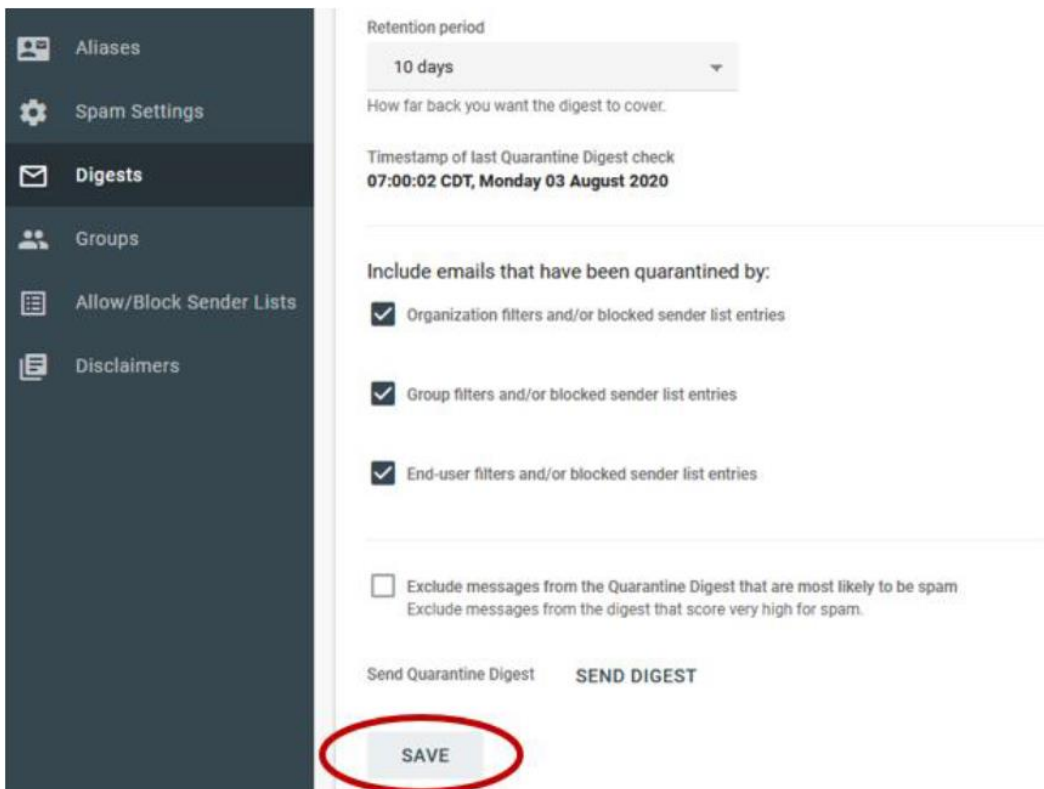 Aliases
Spam Settings
Digests
Groups
Allow/Block Sender Lists
Disclaimers
Retention period
10 days
How far back you want the digest to cover.
Timestamp of last Quarantine Digest check
07:00:02 CDT, Monday 03 August 2020
Include emails that have been quarantined by:
Organization filters and/or blocked sender list entries
Group filters and/or blocked sender list entries
End-user filters and/or blocked sender list entries
Exclude messages from the Quarantine Digest that are most likely to be spam
Exclude messages from the digest that score very high for spam.
Send Quarantine Digest SEND DIGEST
SAVE